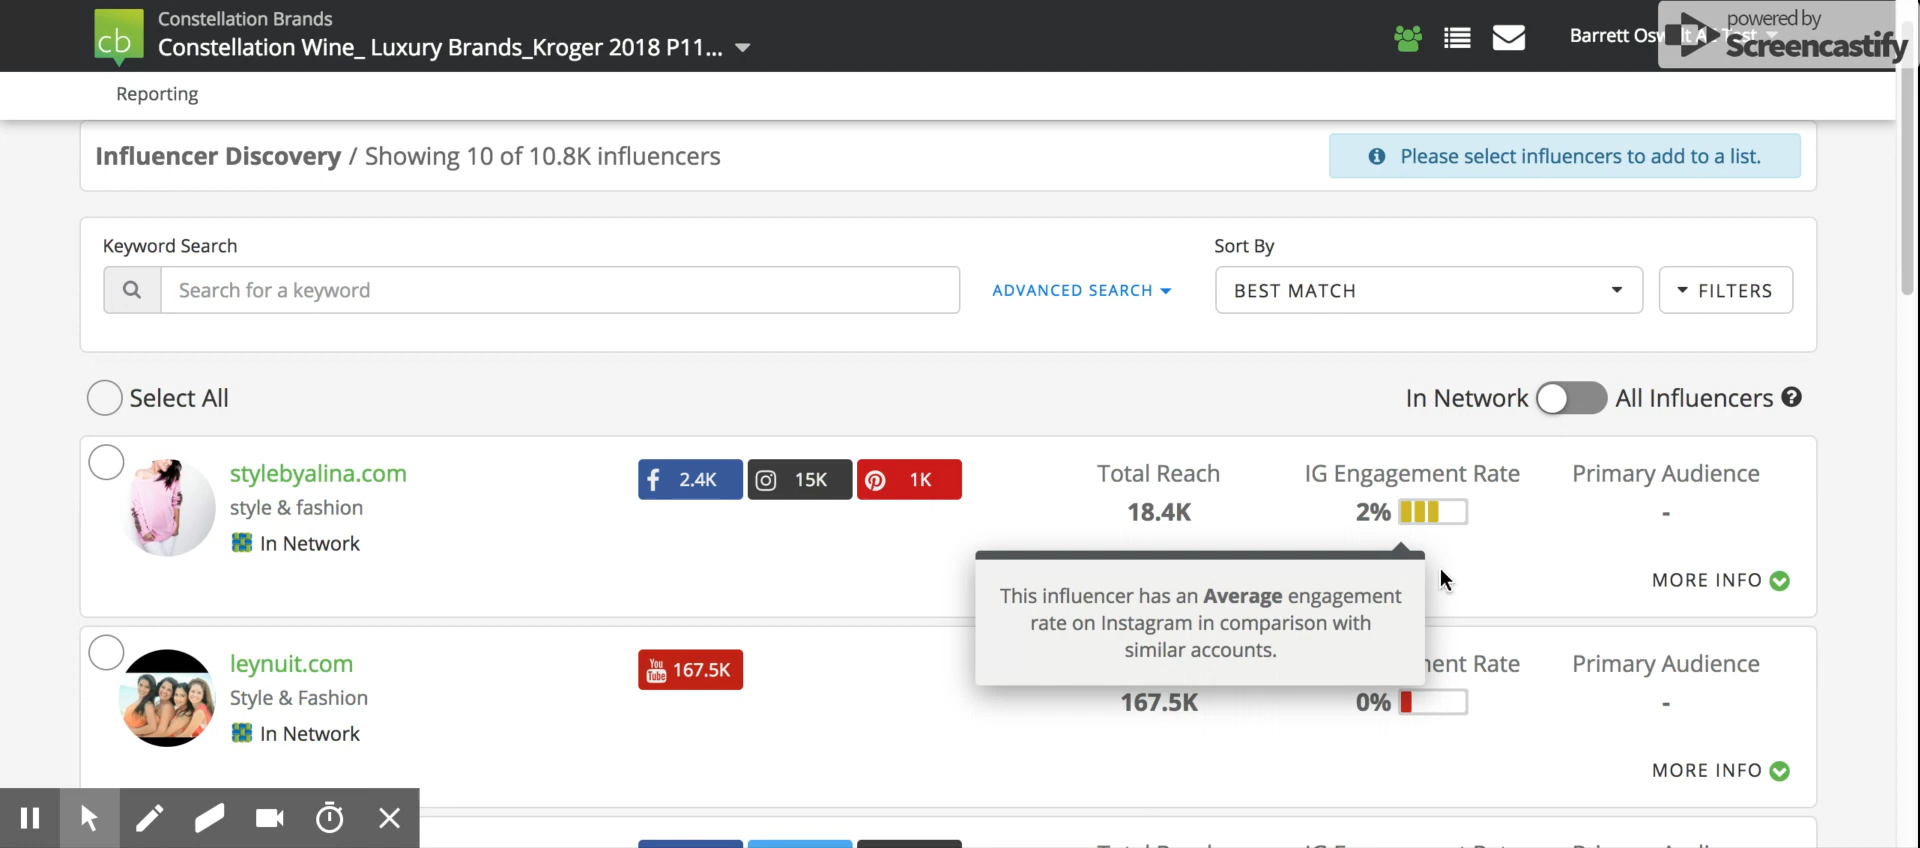 Constellation Brands
cb
Constellation Wine_ Luxury Brands_Kroger 2018 P11...
Barrett
powered by
Screencastify
Reporting
Influencer Discovery / Showing 10 of 10.8K influencers
Please select influencers to add to a list.
Keyword Search
Sort By
Search for a keyword
ADVANCED SEARCH
BEST MATCH
FILTERS
Select All
In Network
All Influencers
stylebyalina.com
2.4K
15K
1K
Total Reach
IG Engagement Rate
Primary Audience
style & fashion
18.4K
2%
-
In Network
MORE INFO
This influencer has an Average engagement
rate on Instagram in comparison with
similar accounts.
leynuit.com
You Tube 167.5K
Rate
Primary Audience
Style & Fashion
167.5K
0%
-
In Network
MORE INFO